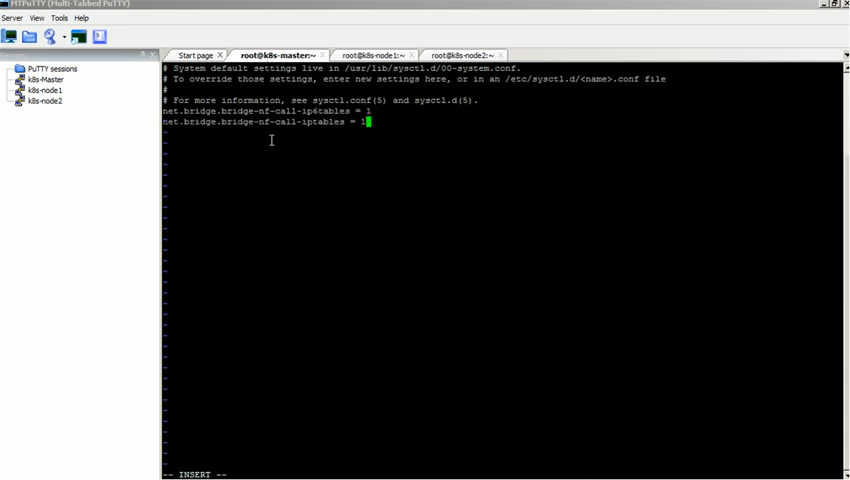 MTPuTTY (Multi-Tabbed PuTTY)
Server View Tools Help
Start page
root@k8s-master:~
root@k8s-node1:~
root@k8s-node2:~
PuTTY sessions
k8s-Master
k8s-node1
k8s-node2
# System default settings live in /usr/lib/sysctl.d/00-system.conf.
# To override those settings, enter new settings here, or in an /etc/sysctl.d/<name>.conf file
#
# For more information, see sysctl.conf(5) and sysctl.d(5).
net.bridge.bridge-nf-call-ip6tables = 1
net.bridge.bridge-nf-call-iptables = 1
-- INSERT --